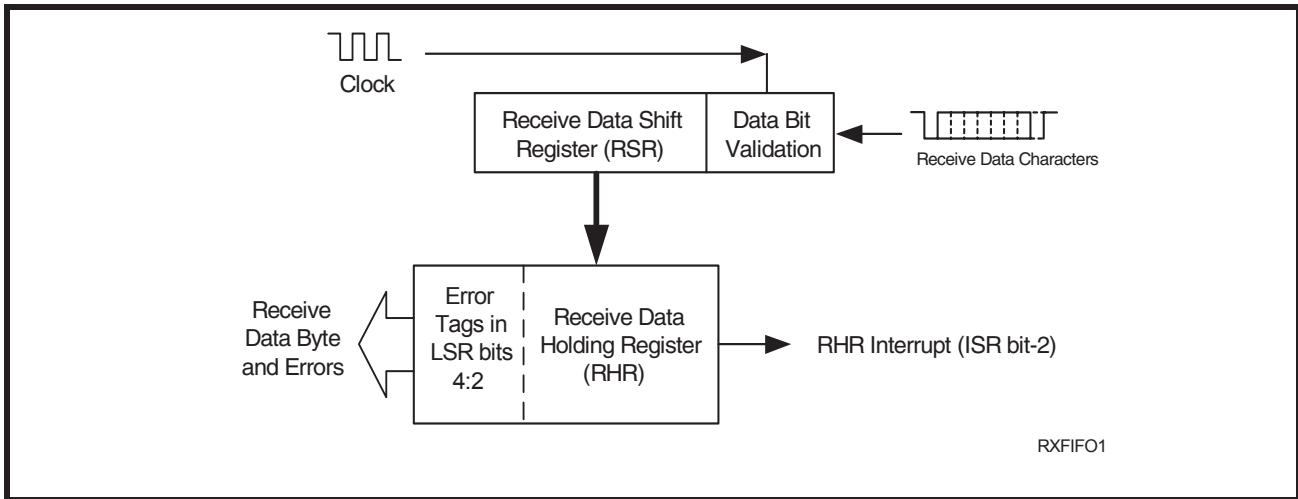 Clock
Receive Data Shift
Register (RSR)
Data Bit
Validation
Receive Data Characters
Receive
Data Byte
and Errors
Error
Tags in
LSR bits
4:2
Receive Data
Holding Register
(RHR)
RHR Interrupt (ISR bit-2)
RXFIFO1